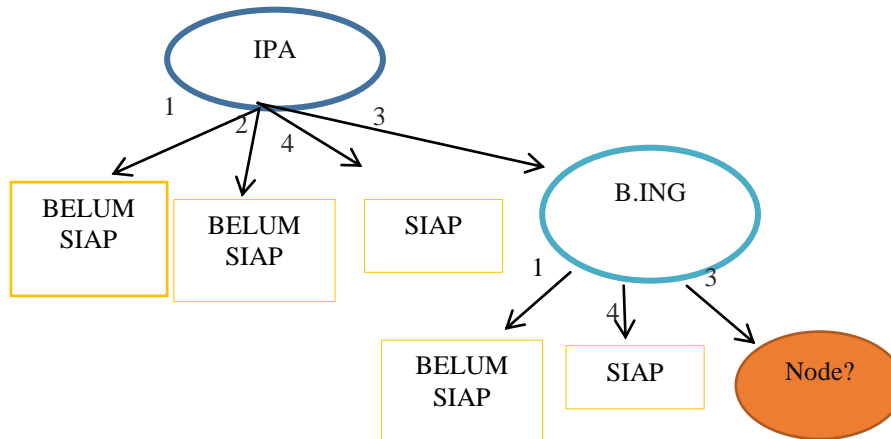 IPA
1
2
4
3
BELUM
SIAP
BELUM
SIAP
SIAP
B.ING
1
4
3
BELUM
SIAP
SIAP
Node?